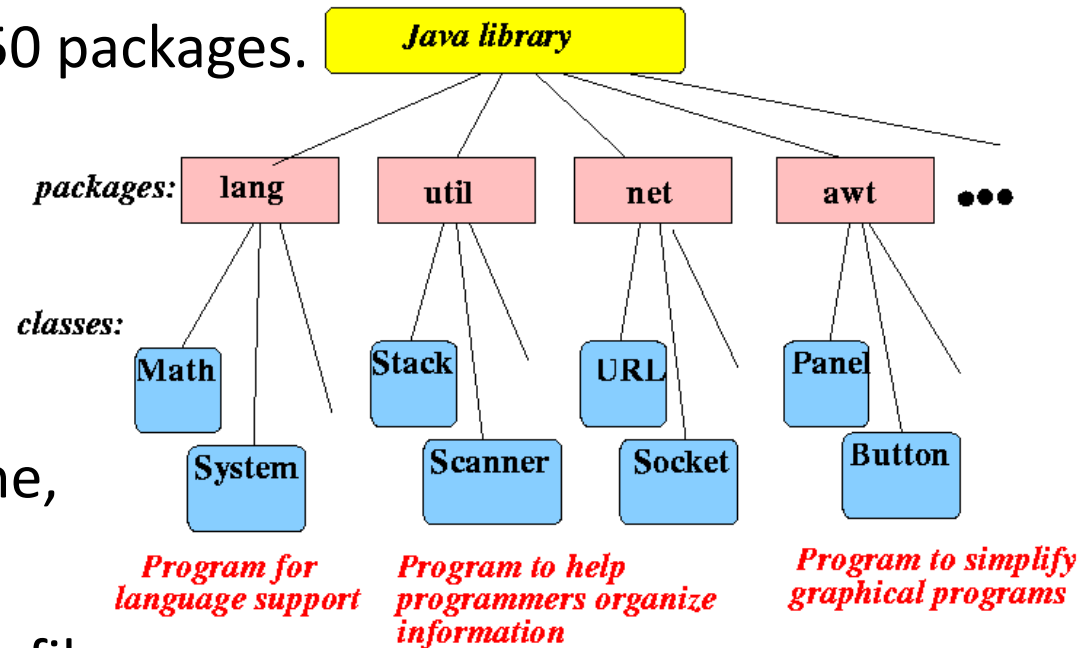 50 packages.
Java library
packages:
lang
util
net
awt
•••
classes:
Math
Stack
URL
Panel
System
Scanner
Socket
Button
ne,
Program for
language support
Program to help
programmers organize
information
Program to simplify
graphical programs